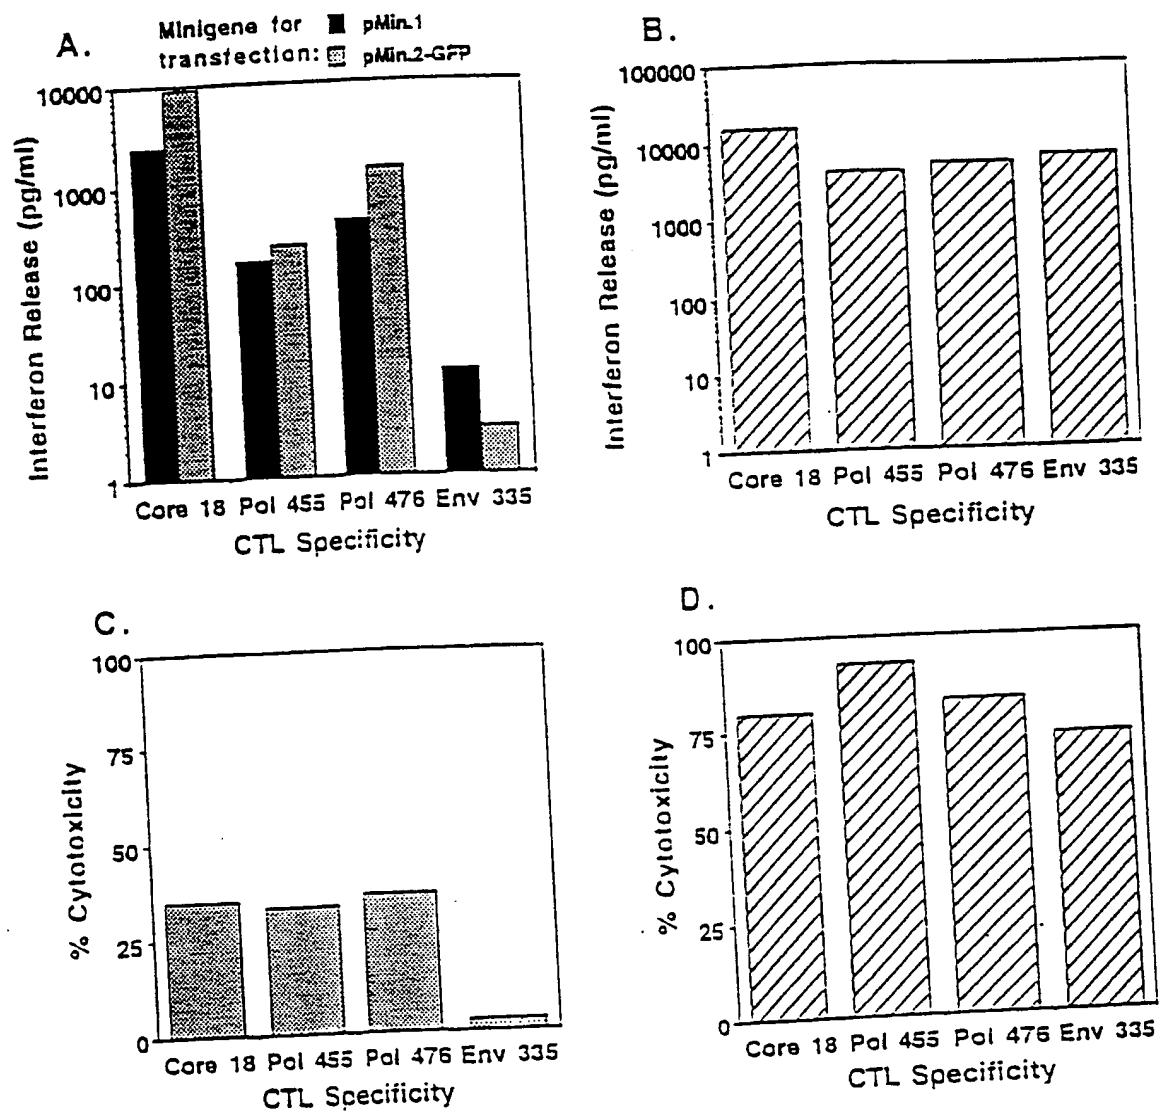 A.
Minigene for
transfection:
pMin.1
pMin.2-GFP
Interferon Release (pg/ml)
10000
1000
100
10
1
Core 18 Pol 455 Pol 476 Env 335
CTL Specificity
B.
Interferon Release (pg/ml)
100000
10000
1000
100
10
1
Core 18 Pol 455 Pol 476 Env 335
CTL Specificity
C.
% Cytotoxicity
100
75
50
25
0
Core 18 Pol 455 Pol 476 Env 335
CTL Specificity
D.
% Cytotoxicity
100
75
50
25
0
Core 18 Pol 455 Pol 476 Env 335
CTL Specificity